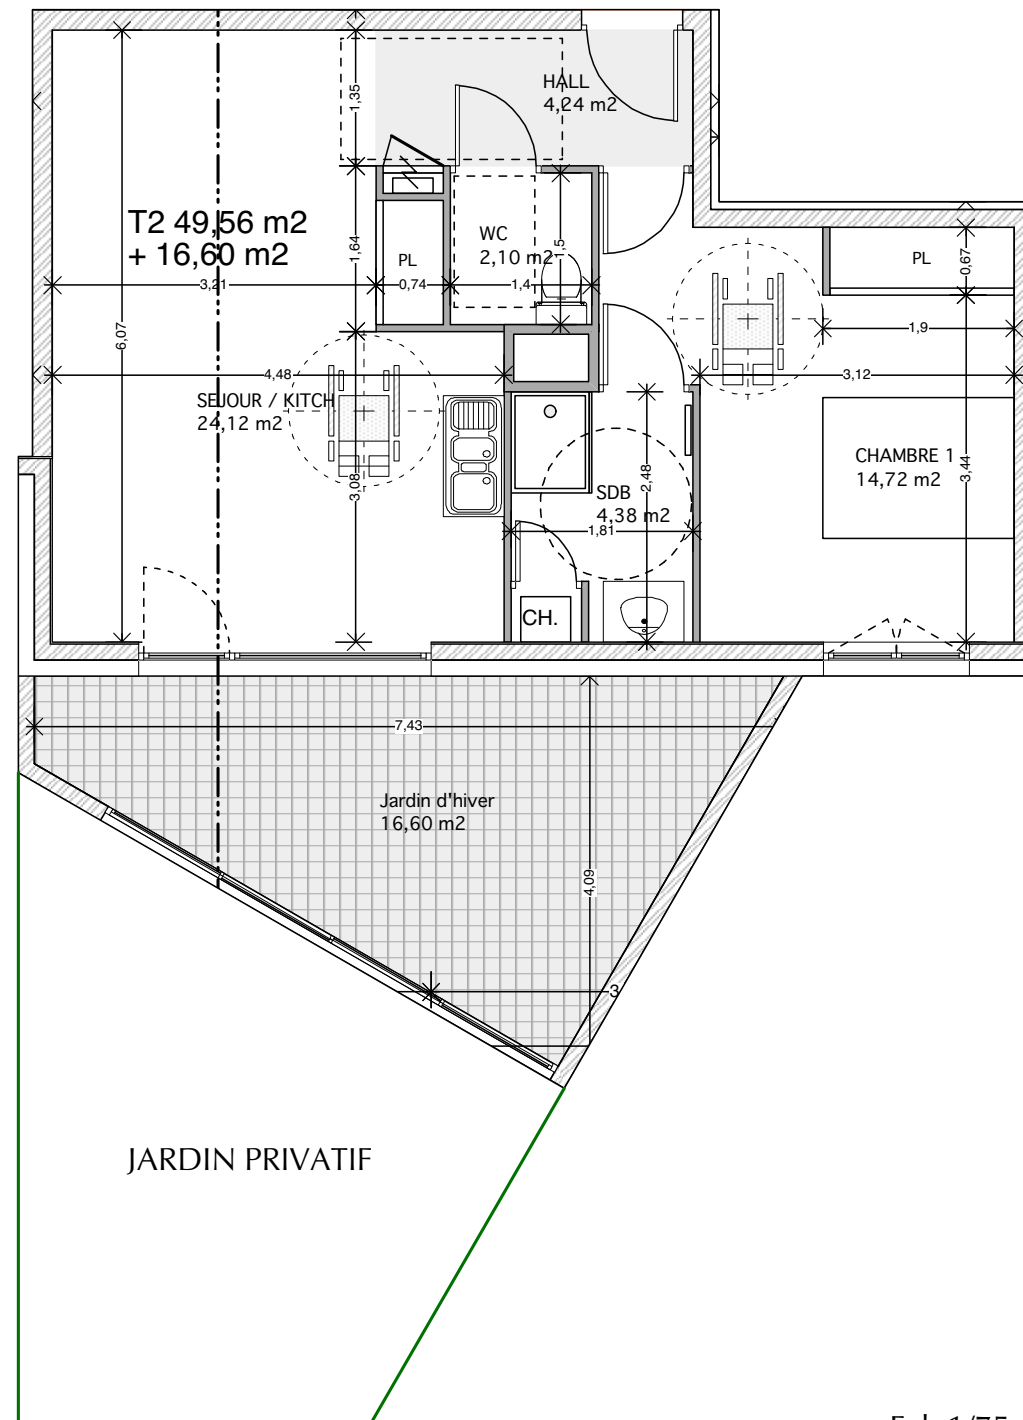 HALL
4,24 m2
1,35
T2 49,56 m2
+ 16,60 m2
WC
2,10 m2
1,5
PL
PL
0,67
1,64
3,21
0,74
1,4
6,07
1,9
4,48
3,12
SEJOUR / KITCH
24,12 m2
CHAMBRE 1
14,72 m2
3,44
3,08
2,48
SDB
4,38 m2
1,81
CH.
7,43
Jardin d'hiver
16,60 m2
4,09
3
JARDIN PRIVATIF